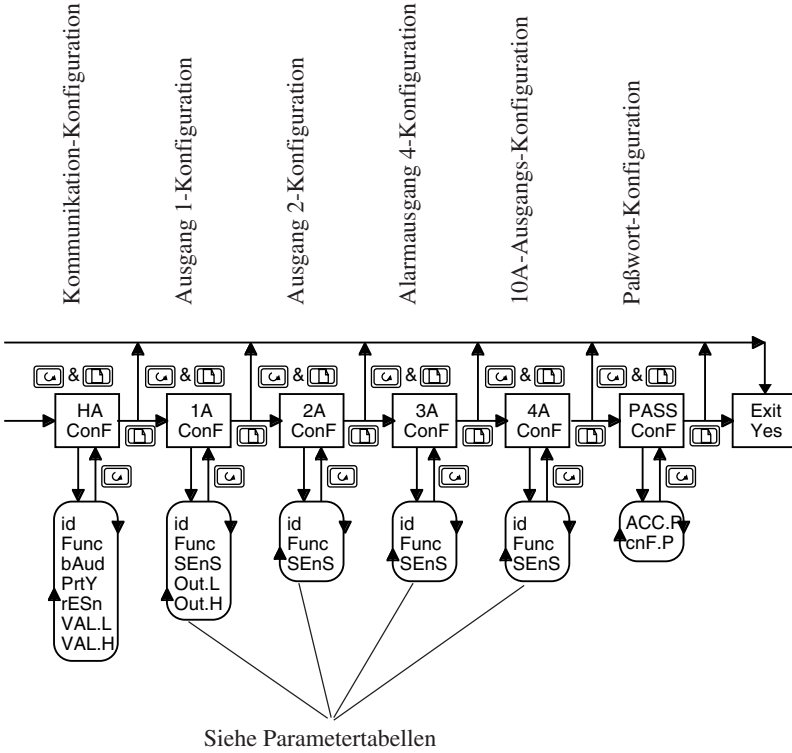 Kommunikation-Konfiguration
Ausgang 1-Konfiguration
Ausgang 2-Konfiguration
Alarmausgang 4-Konfiguration
10A-Ausgangs-Konfiguration
Paßwort-Konfiguration
& & & & & &
HA
ConF
1A
ConF
2A
ConF
3A
ConF
4A
ConF
PASS
ConF
Exit
Yes
id
Func
bAud
PrtY
rESn
VAL.L
VAL.H
id
Func
SEnS
Out.L
Out.H
id
Func
SEnS
id
Func
SEnS
id
Func
SEnS
ACC.P
cnF.P
Siehe Parametertabellen